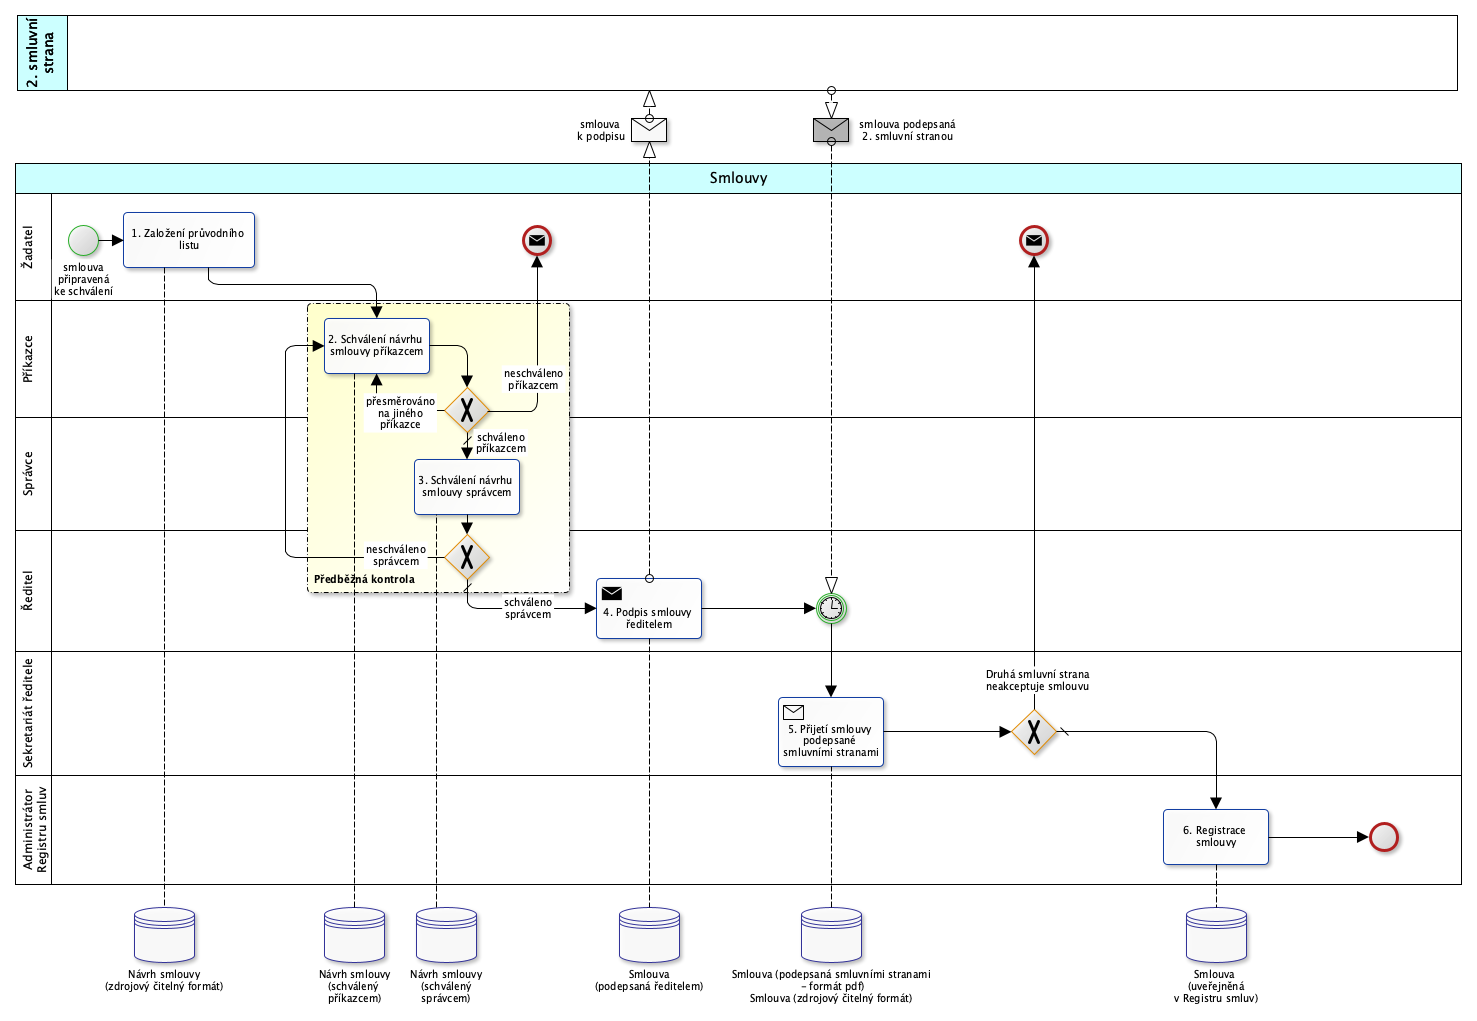 2. smluvní
strana
smlouva
k podpisu
smlouva podepsaná
2. smluvní stranou
Smlouvy
Žadatel
smlouva
připravená
ke schválení
1. Založení průvodního
listu
Příkazce
2. Schválení návrhu
smlouvy příkazcem
neschváleno
příkazcem
přesměrováno
na jiného
příkazce
schváleno
příkazcem
Správce
3. Schválení návrhu
smlouvy správcem
Ředitel
neschváleno
správcem
Předběžná kontrola
schváleno
správcem
4. Podpis smlouvy
ředitelem
Sekretariát ředitele
5. Přijetí smlouvy
podepsané
smluvními stranami
Druhá smluvní strana
neakceptuje smlouvu
Administrátor
Registru smluv
6. Registrace
smlouvy
Návrh smlouvy
(zdrojový čitelný formát)
Návrh smlouvy
(schválený
příkazcem)
Návrh smlouvy
(schválený
správcem)
Smlouva
(podepsaná ředitelem)
Smlouva (podepsaná smluvními stranami
– formát pdf)
Smlouva (zdrojový čitelný formát)
Smlouva
(uveřejněná
v Registru smluv)